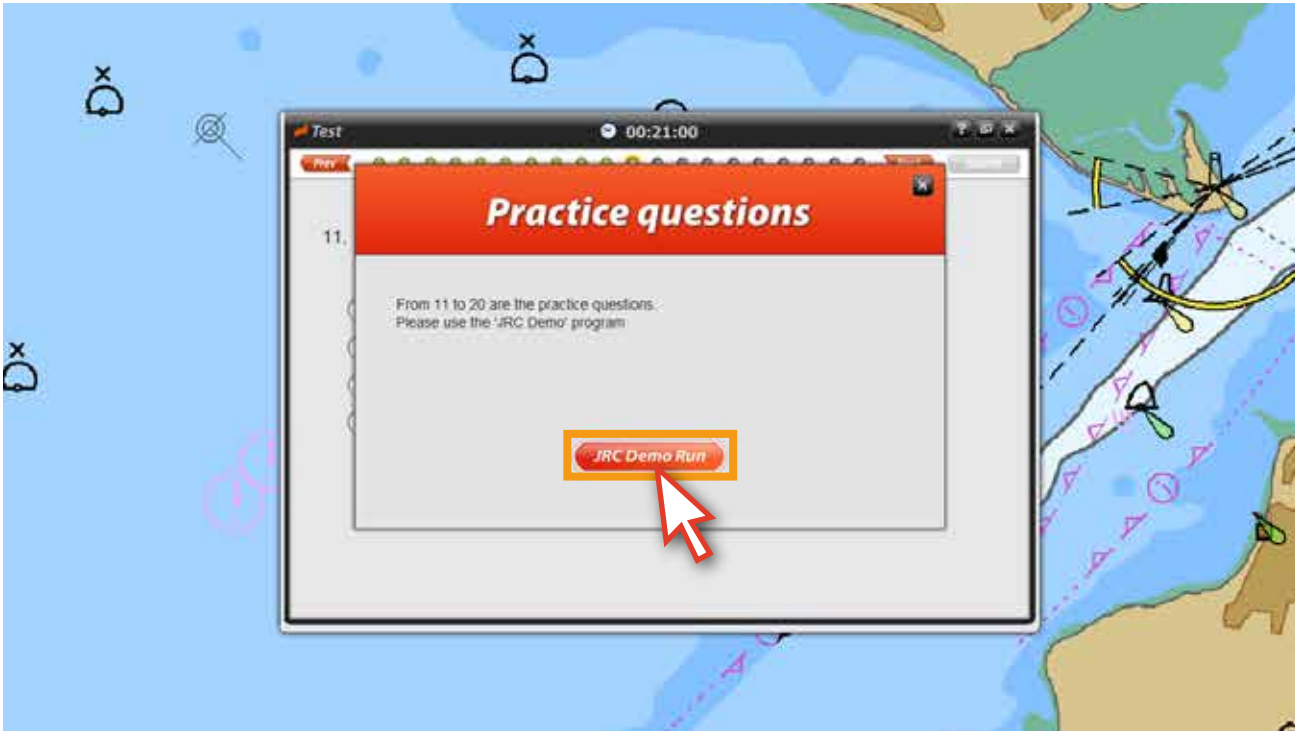 Test
00:21:00
Prev
Practice questions
11.
From 11 to 20 are the practice questions.
Please use the 'JRC Demo' program
JRC Demo Run